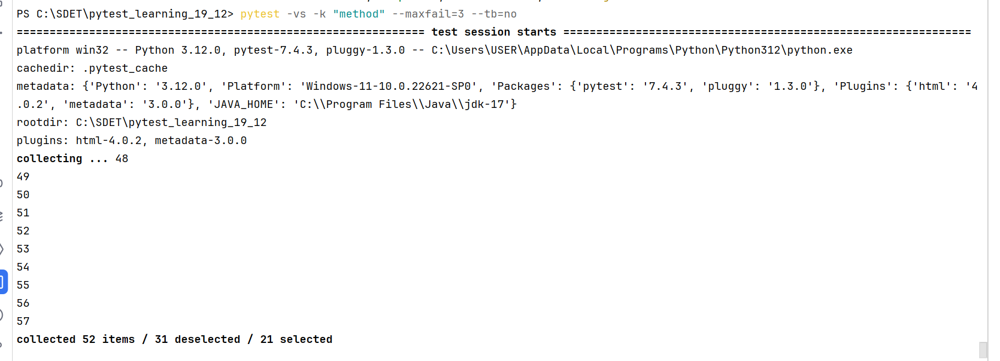 PS C:\SDET\pytest_learning_19_12> pytest -vs -k "method" --maxfail=3 --tb=no
============================================================== test session starts ==============================================================
platform win32 -- Python 3.12.0, pytest-7.4.3, pluggy-1.3.0 -- C:\Users\USER\AppData\Local\Programs\Python\Python312\python.exe
cachedir: .pytest_cache
metadata: {'Python': '3.12.0', 'Platform': 'Windows-11-10.0.22621-SP0', 'Packages': {'pytest': '7.4.3', 'pluggy': '1.3.0'}, 'Plugins': {'html': '4
.0.2', 'metadata': '3.0.0'}, 'JAVA_HOME': 'C:\\Program Files\\Java\\jdk-17'}
rootdir: C:\SDET\pytest_learning_19_12
plugins: html-4.0.2, metadata-3.0.0
collecting ... 48
49
50
51
52
53
54
55
56
57
collected 52 items / 31 deselected / 21 selected